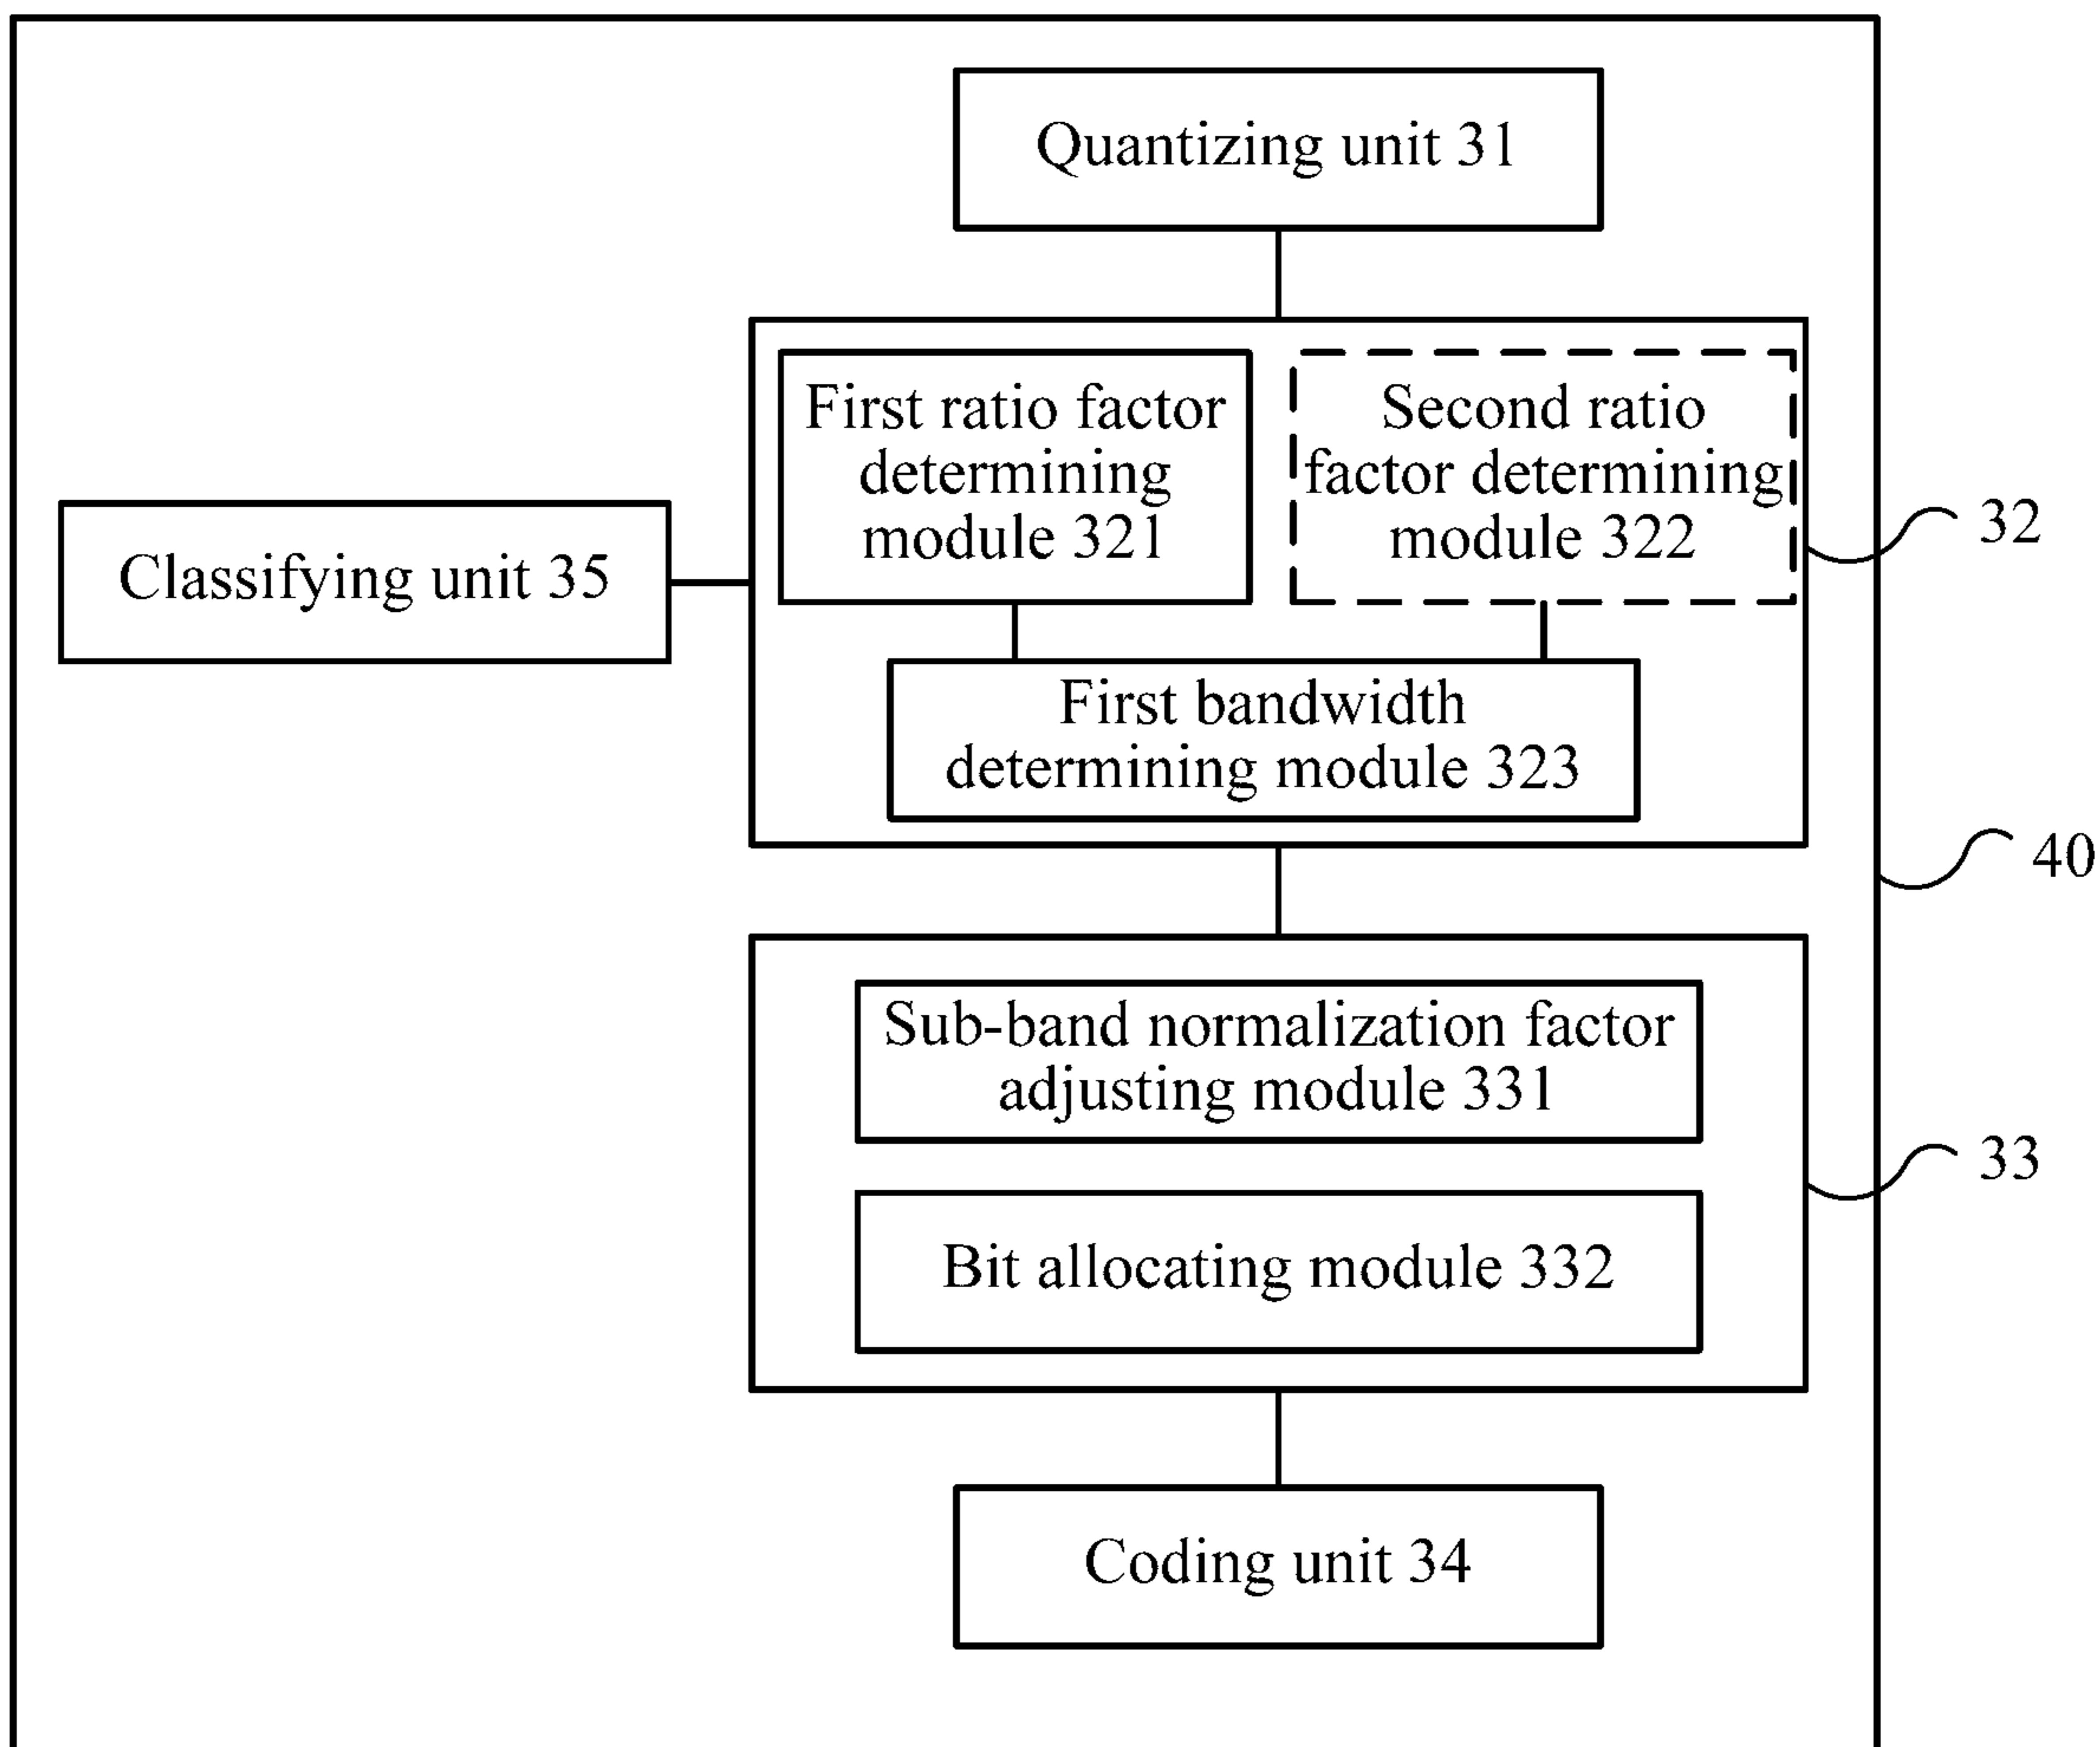 Quantizing unit 31
First ratio factor
determining
module 321
Second ratio
factor determining
module 322
32
Classifying unit 35
First bandwidth
determining module 323
40
Sub-band normalization factor
adjusting module 331
33
Bit allocating module 332
Coding unit 34